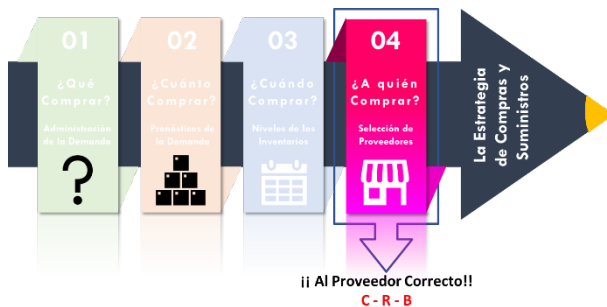 01
¿Qué
Comprar?
Administración
de la Demanda
?
02
¿Cuánto
Comprar?
Pronósticos de
la Demanda
03
¿Cuándo
Comprar?
Niveles de los
Inventarios
04
¿A quién
Comprar?
Selección de
Proveedores
La Estrategia
de Compras y
Suministros
¡¡ Al Proveedor Correcto!!
C - R - B